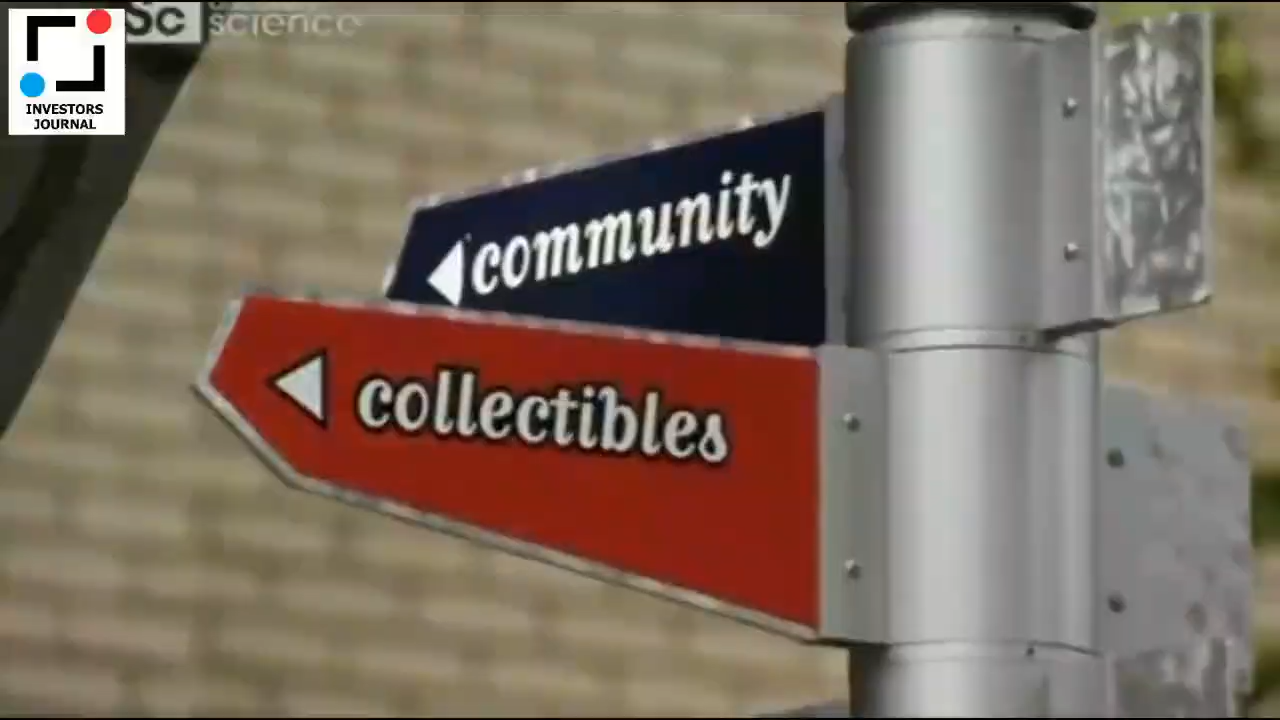 Sc
science
INVESTORS
JOURNAL
community
collectibles